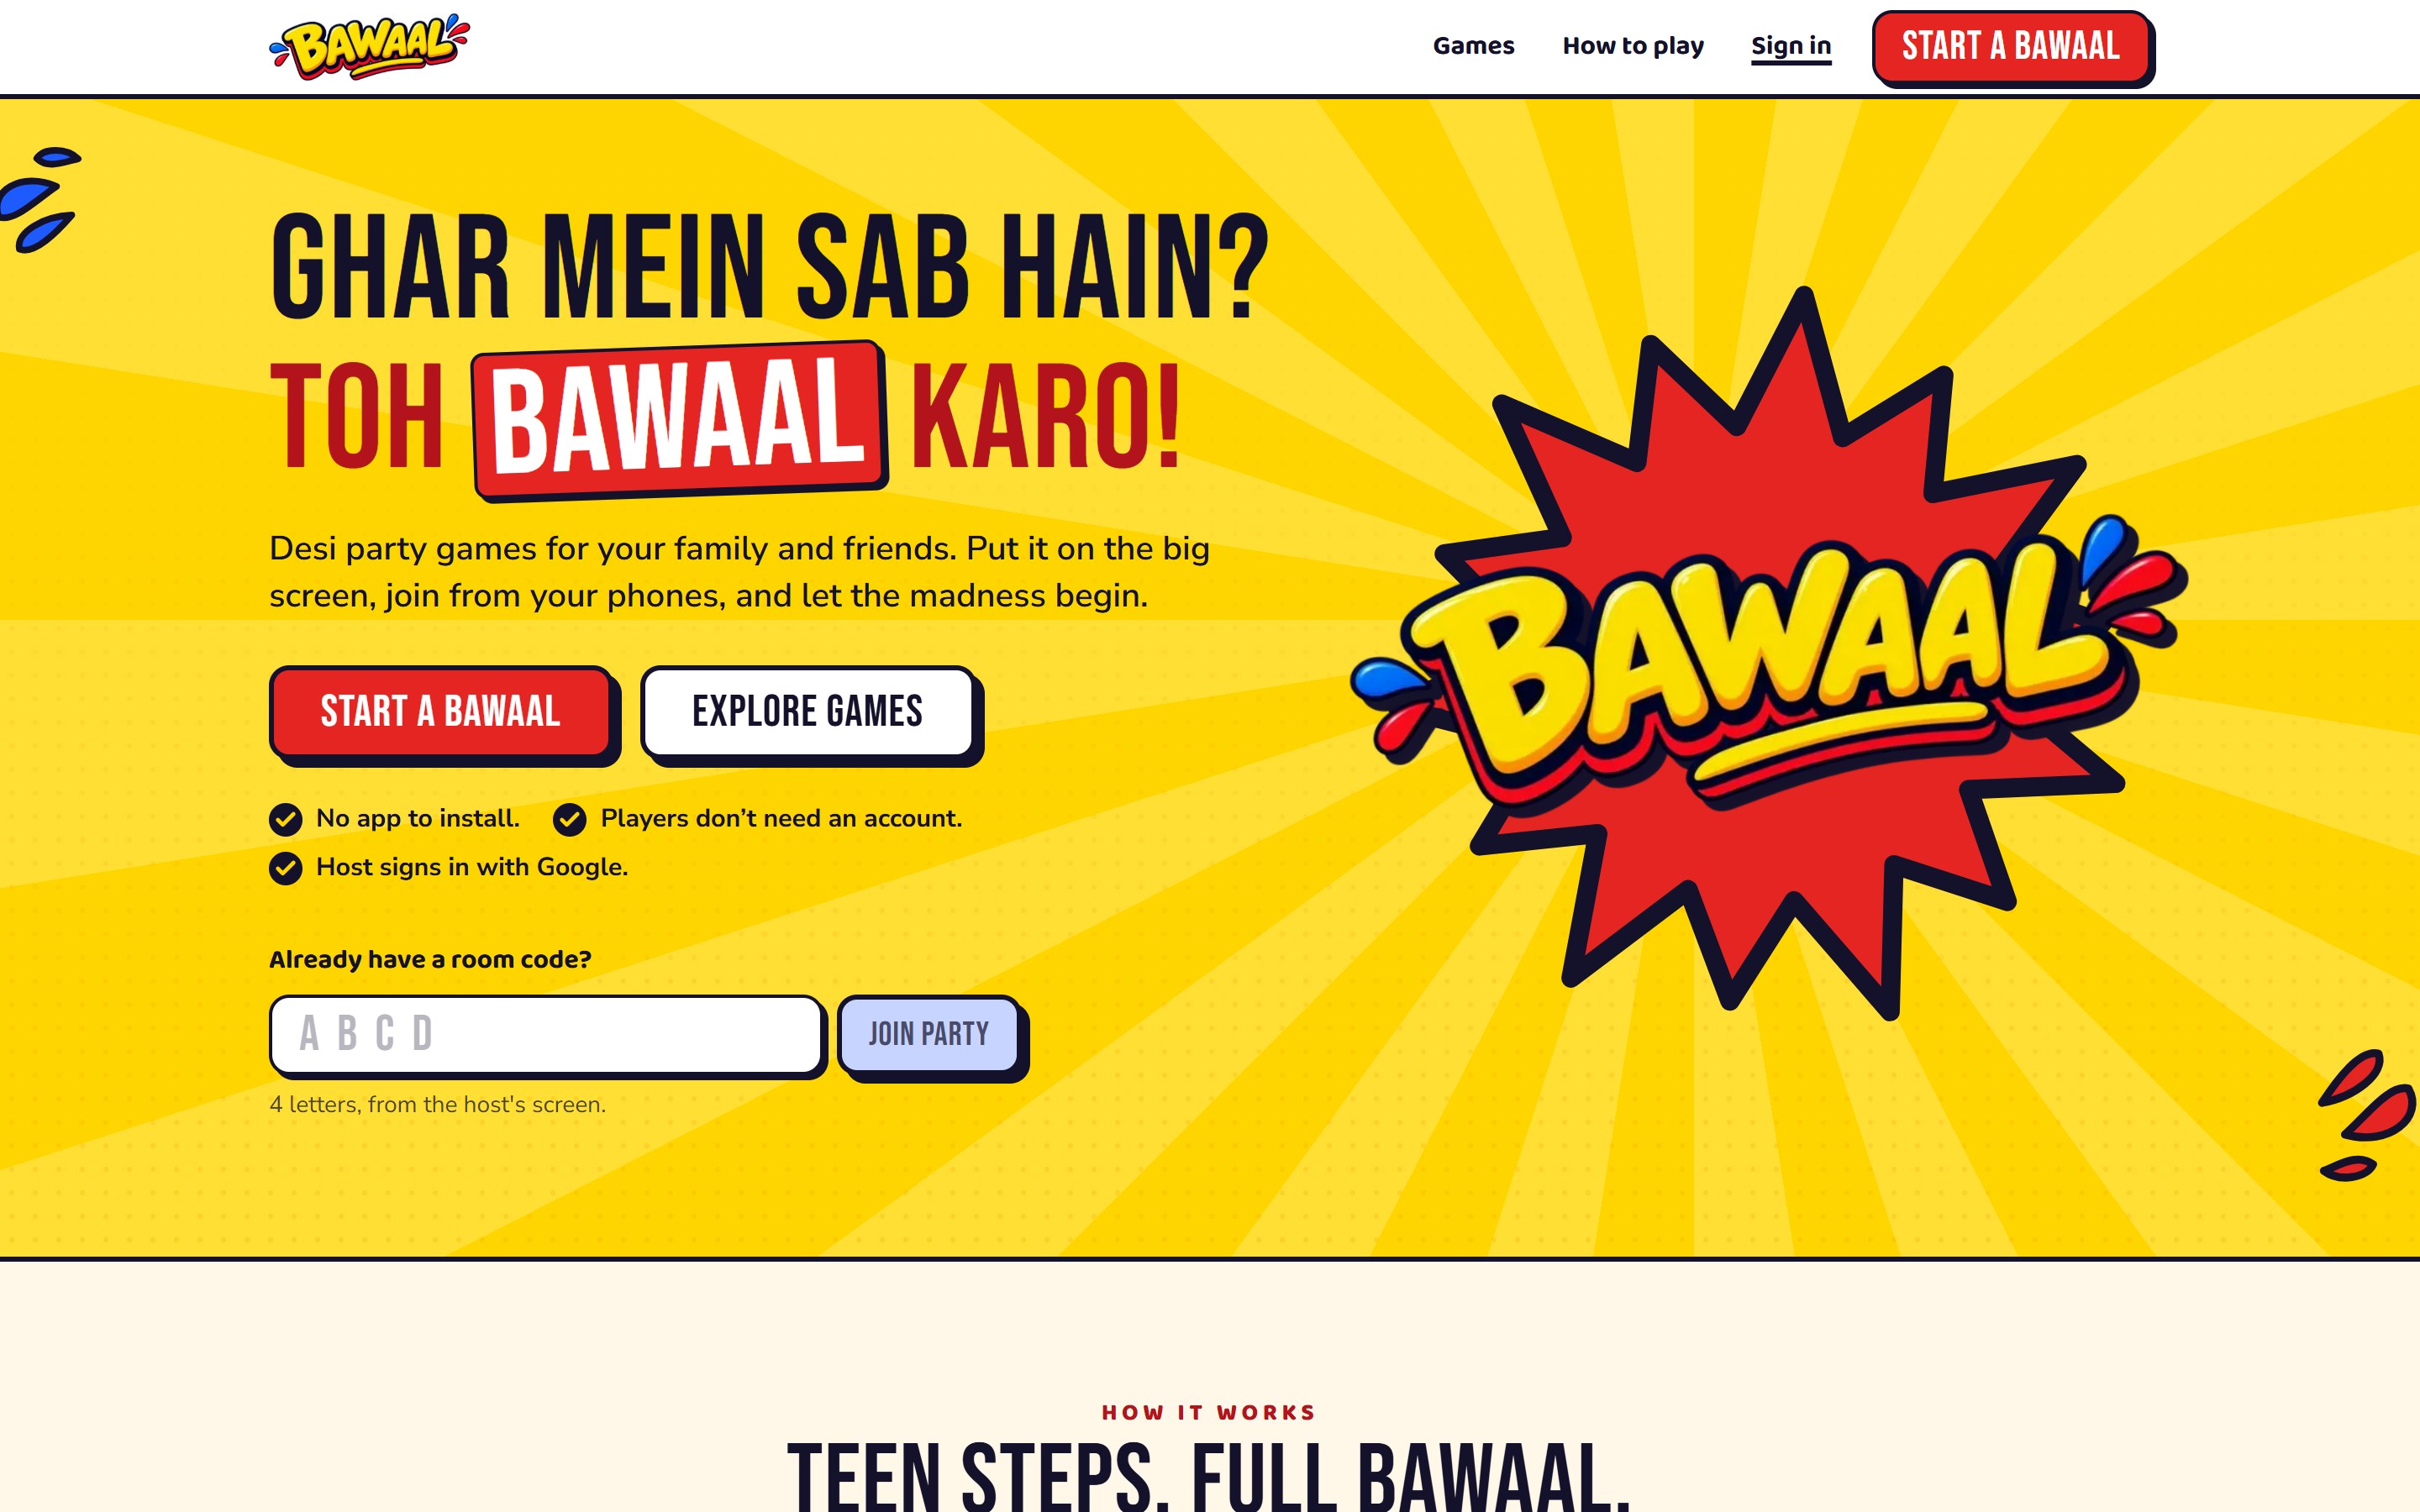 BAWAAL
Games
How to play
Sign in
START A BAWAAL
GHAR MEIN SAB HAIN?
TOH BAWAAL KARO!
Desi party games for your family and friends. Put it on the big
screen, join from your phones, and let the madness begin.
START A BAWAAL
EXPLORE GAMES
No app to install.
Players don’t need an account.
Host signs in with Google.
Already have a room code?
A B C D
JOIN PARTY
4 letters, from the host's screen.
BAWAAL
HOW IT WORKS
TEEN STEPS. FULL BAWAAL.